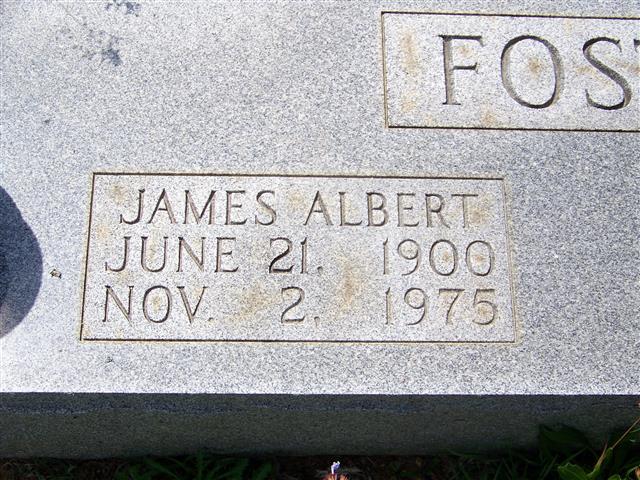 FOS
JAMES ALBERT
JUNE 21. 1900
NOV. 2. 1975